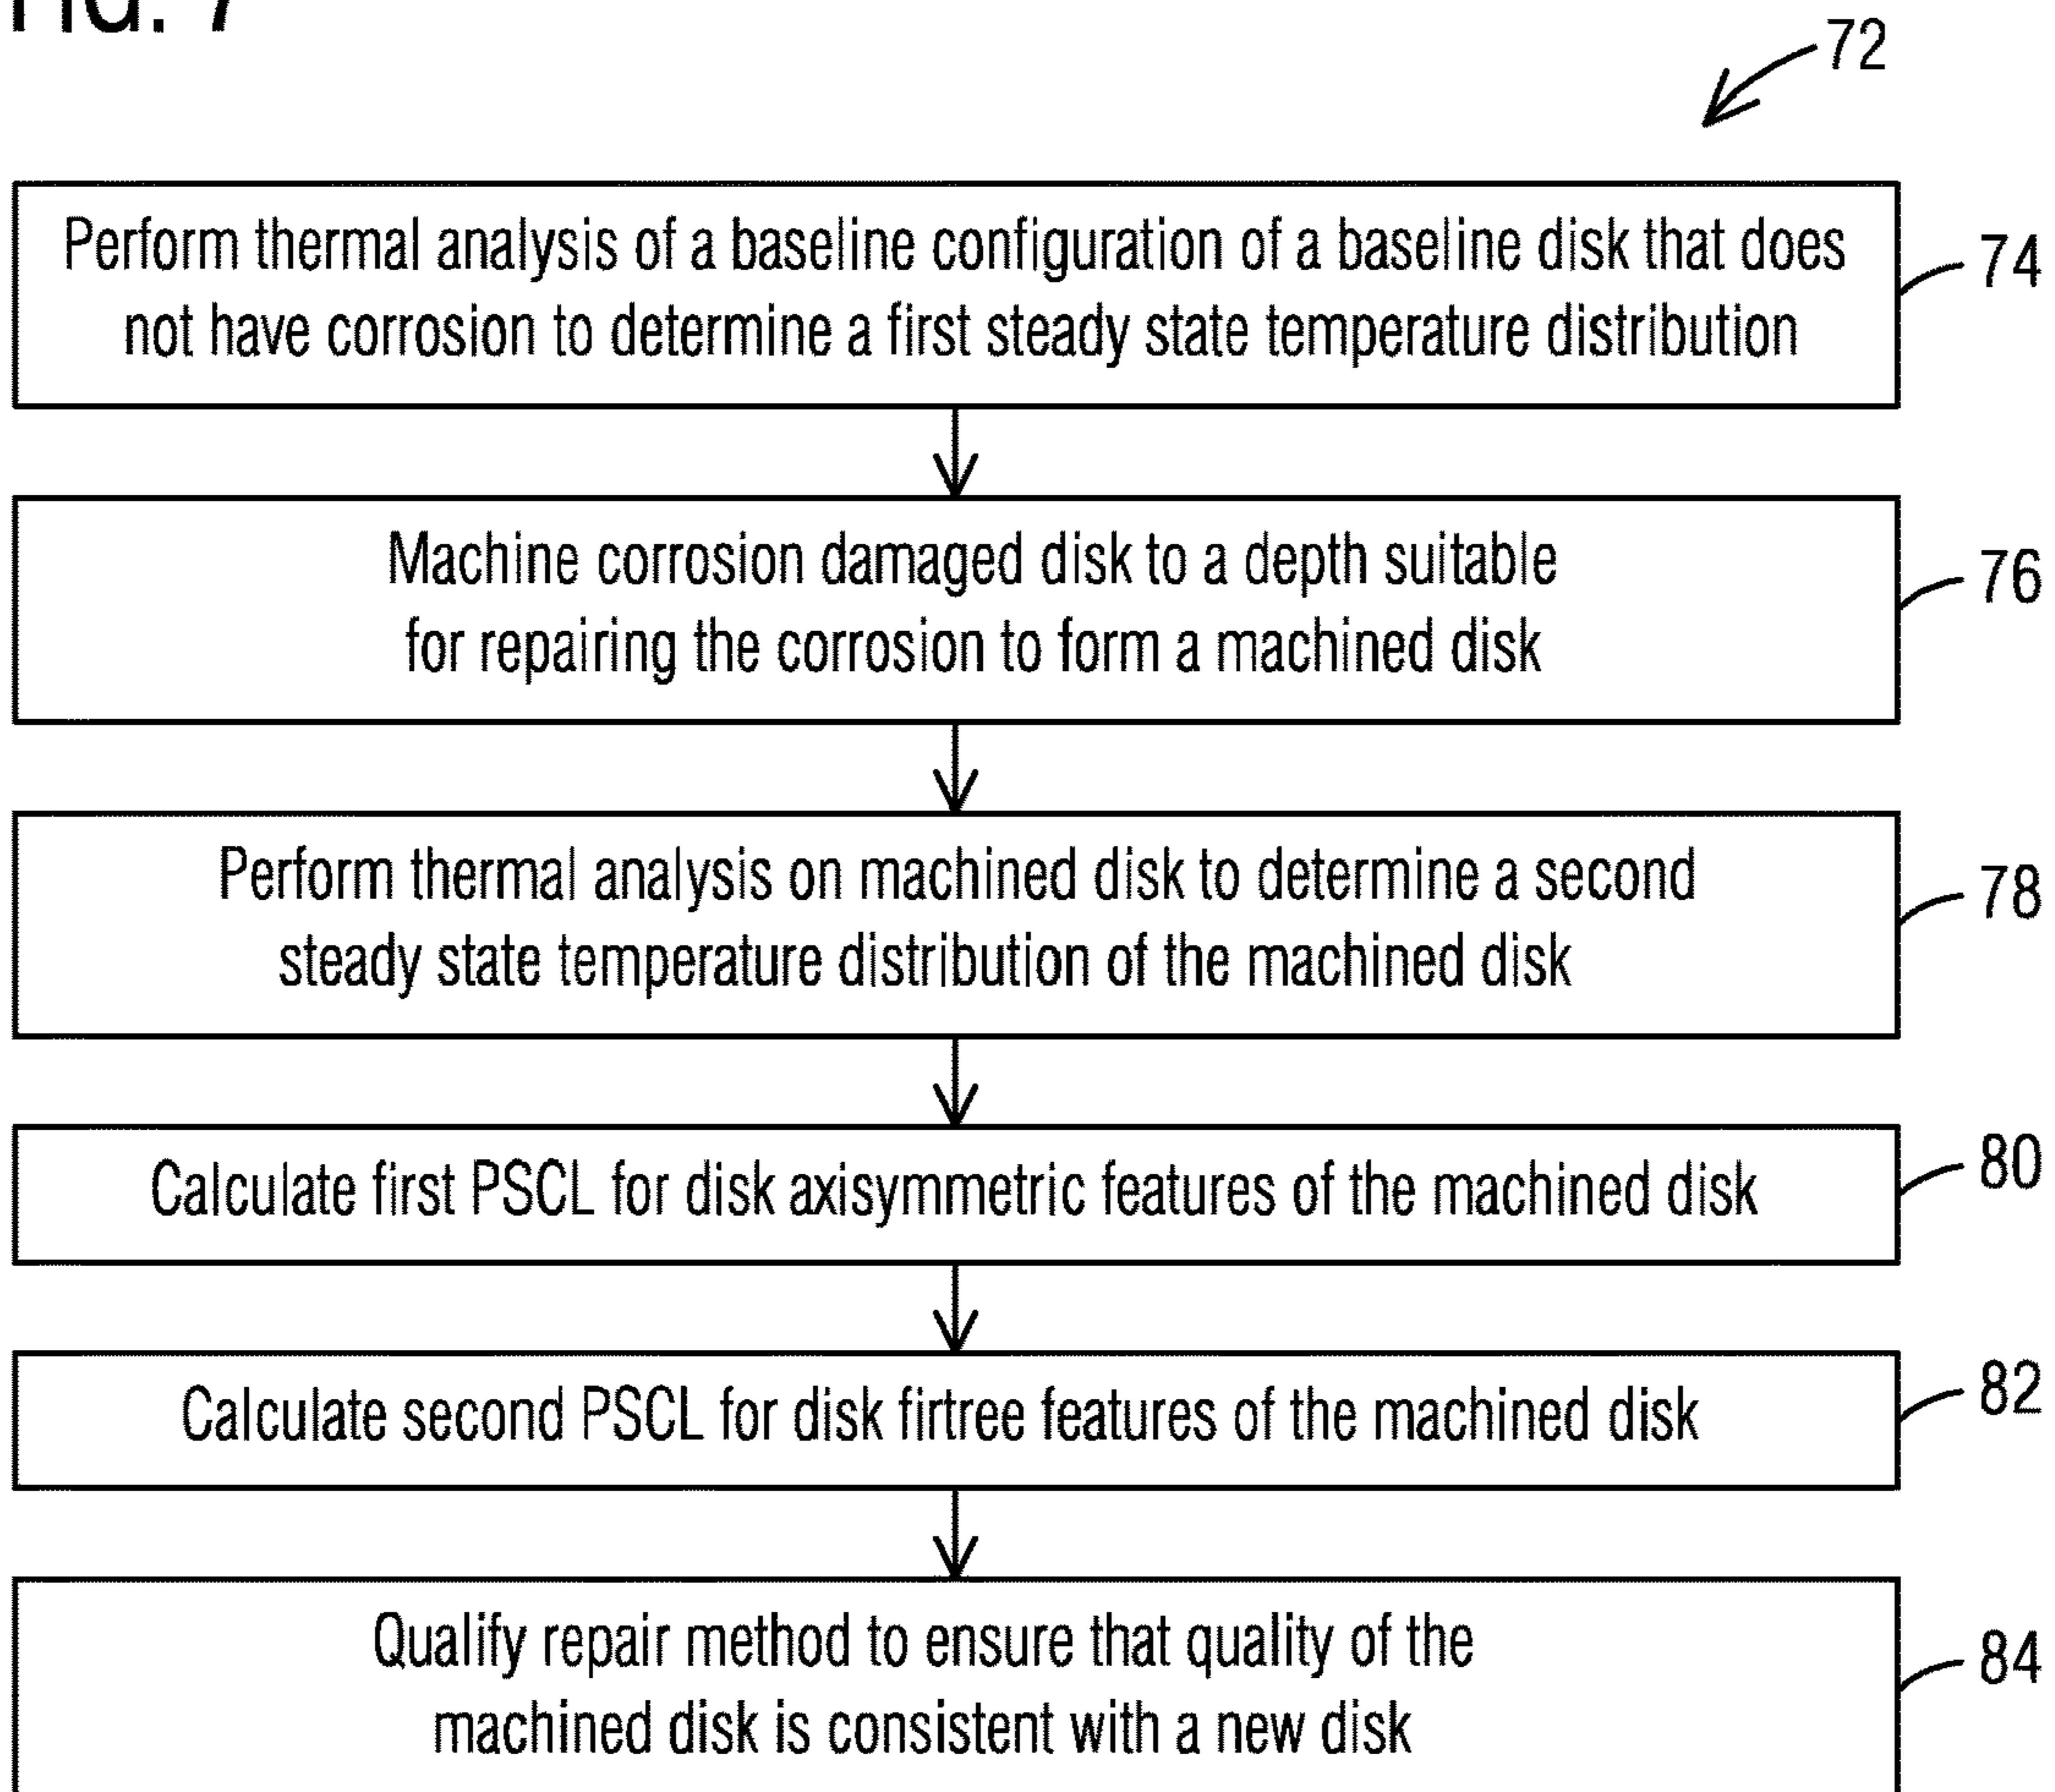 FIG. 7
72
Perform thermal analysis of a baseline configuration of a baseline disk that does
not have corrosion to determine a first steady state temperature distribution
74
Machine corrosion damaged disk to a depth suitable
for repairing the corrosion to form a machined disk
76
Perform thermal analysis on machined disk to determine a second
steady state temperature distribution of the machined disk
78
Calculate first PSCL for disk axisymmetric features of the machined disk
80
Calculate second PSCL for disk firtree features of the machined disk
82
Qualify repair method to ensure that quality of the
machined disk is consistent with a new disk
84